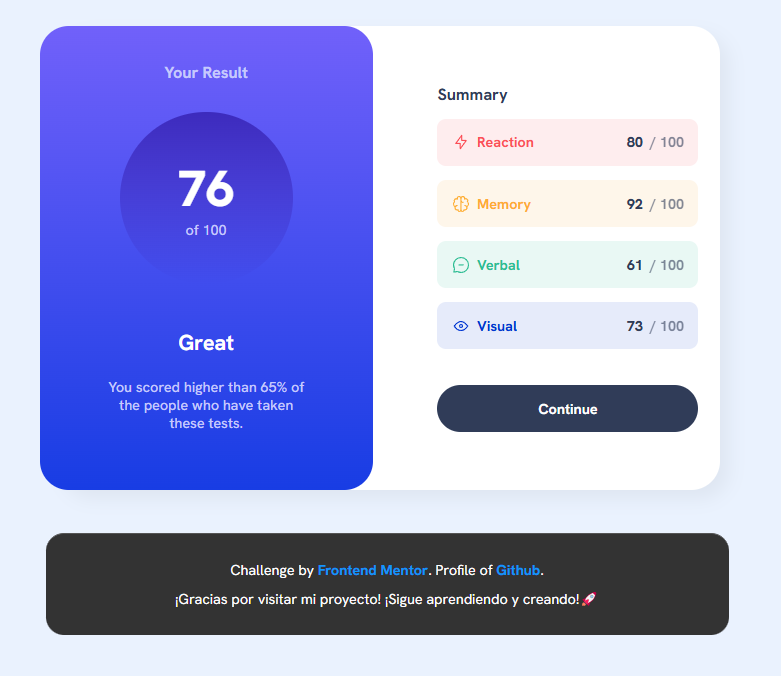 Your Result
76
of 100
Great
You scored higher than 65% of
the people who have taken
these tests.
Summary
Reaction 80 / 100
Memory 92 / 100
Verbal 61 / 100
Visual 73 / 100
Continue
Challenge by Frontend Mentor. Profile of Github.
¡Gracias por visitar mi proyecto! ¡Sigue aprendiendo y creando!🚀